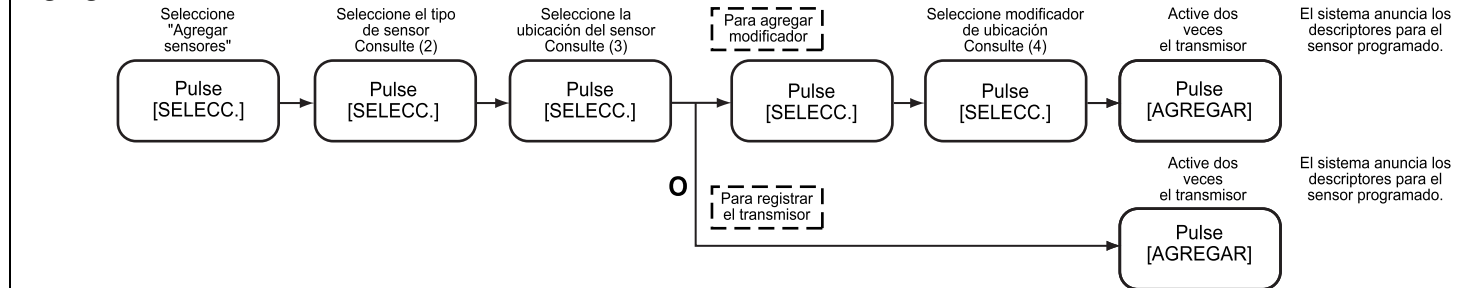 Seleccione
"Agregar
sensores"
Pulse
[SELECC.]
Seleccione el tipo
de sensor
Consulte (2)
Pulse
[SELECC.]
Seleccione la
ubicación del sensor
Consulte (3)
Pulse
[SELECC.]
Para agregar
modificador
Pulse
[SELECC.]
Seleccione modificador
de ubicación
Consulte (4)
Pulse
[SELECC.]
Active dos
veces
el transmisor
Pulse
[AGREGAR]
El sistema anuncia los
descriptores para el
sensor programado.
O
Para registrar
el transmisor
Active dos
veces
el transmisor
Pulse
[AGREGAR]
El sistema anuncia los
descriptores para el
sensor programado.